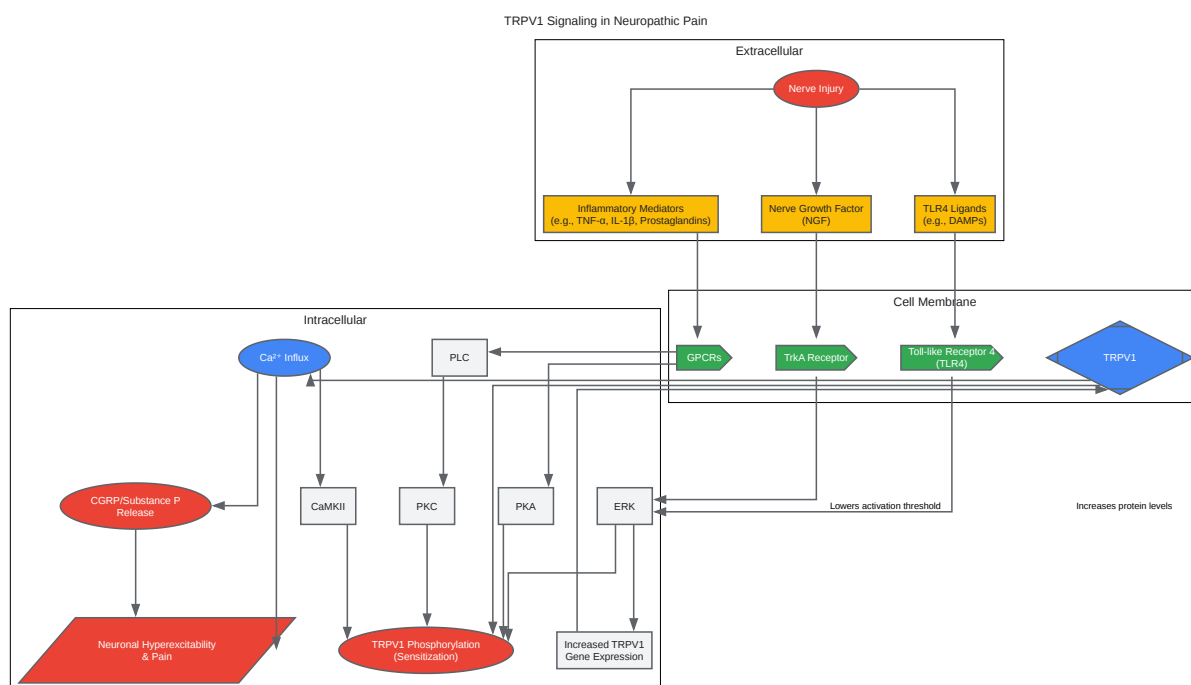 TRPV1 Signaling in Neuropathic Pain
Extracellular
Nerve Injury
Inflammatory Mediators
(e.g., TNF-α, IL-1β, Prostaglandins)
Nerve Growth Factor
(NGF)
TLR4 Ligands
(e.g., DAMPs)
Cell Membrane
Intracellular
Ca²⁺ Influx
PLC
GPCRs
TrkA Receptor
Toll-like Receptor 4
(TLR4)
TRPV1
CGRP/Substance P
Release
CaMKII
PKC
PKA
ERK
Lowers activation threshold
Increases protein levels
Neuronal Hyperexcitability
& Pain
TRPV1 Phosphorylation
(Sensitization)
Increased TRPV1
Gene Expression